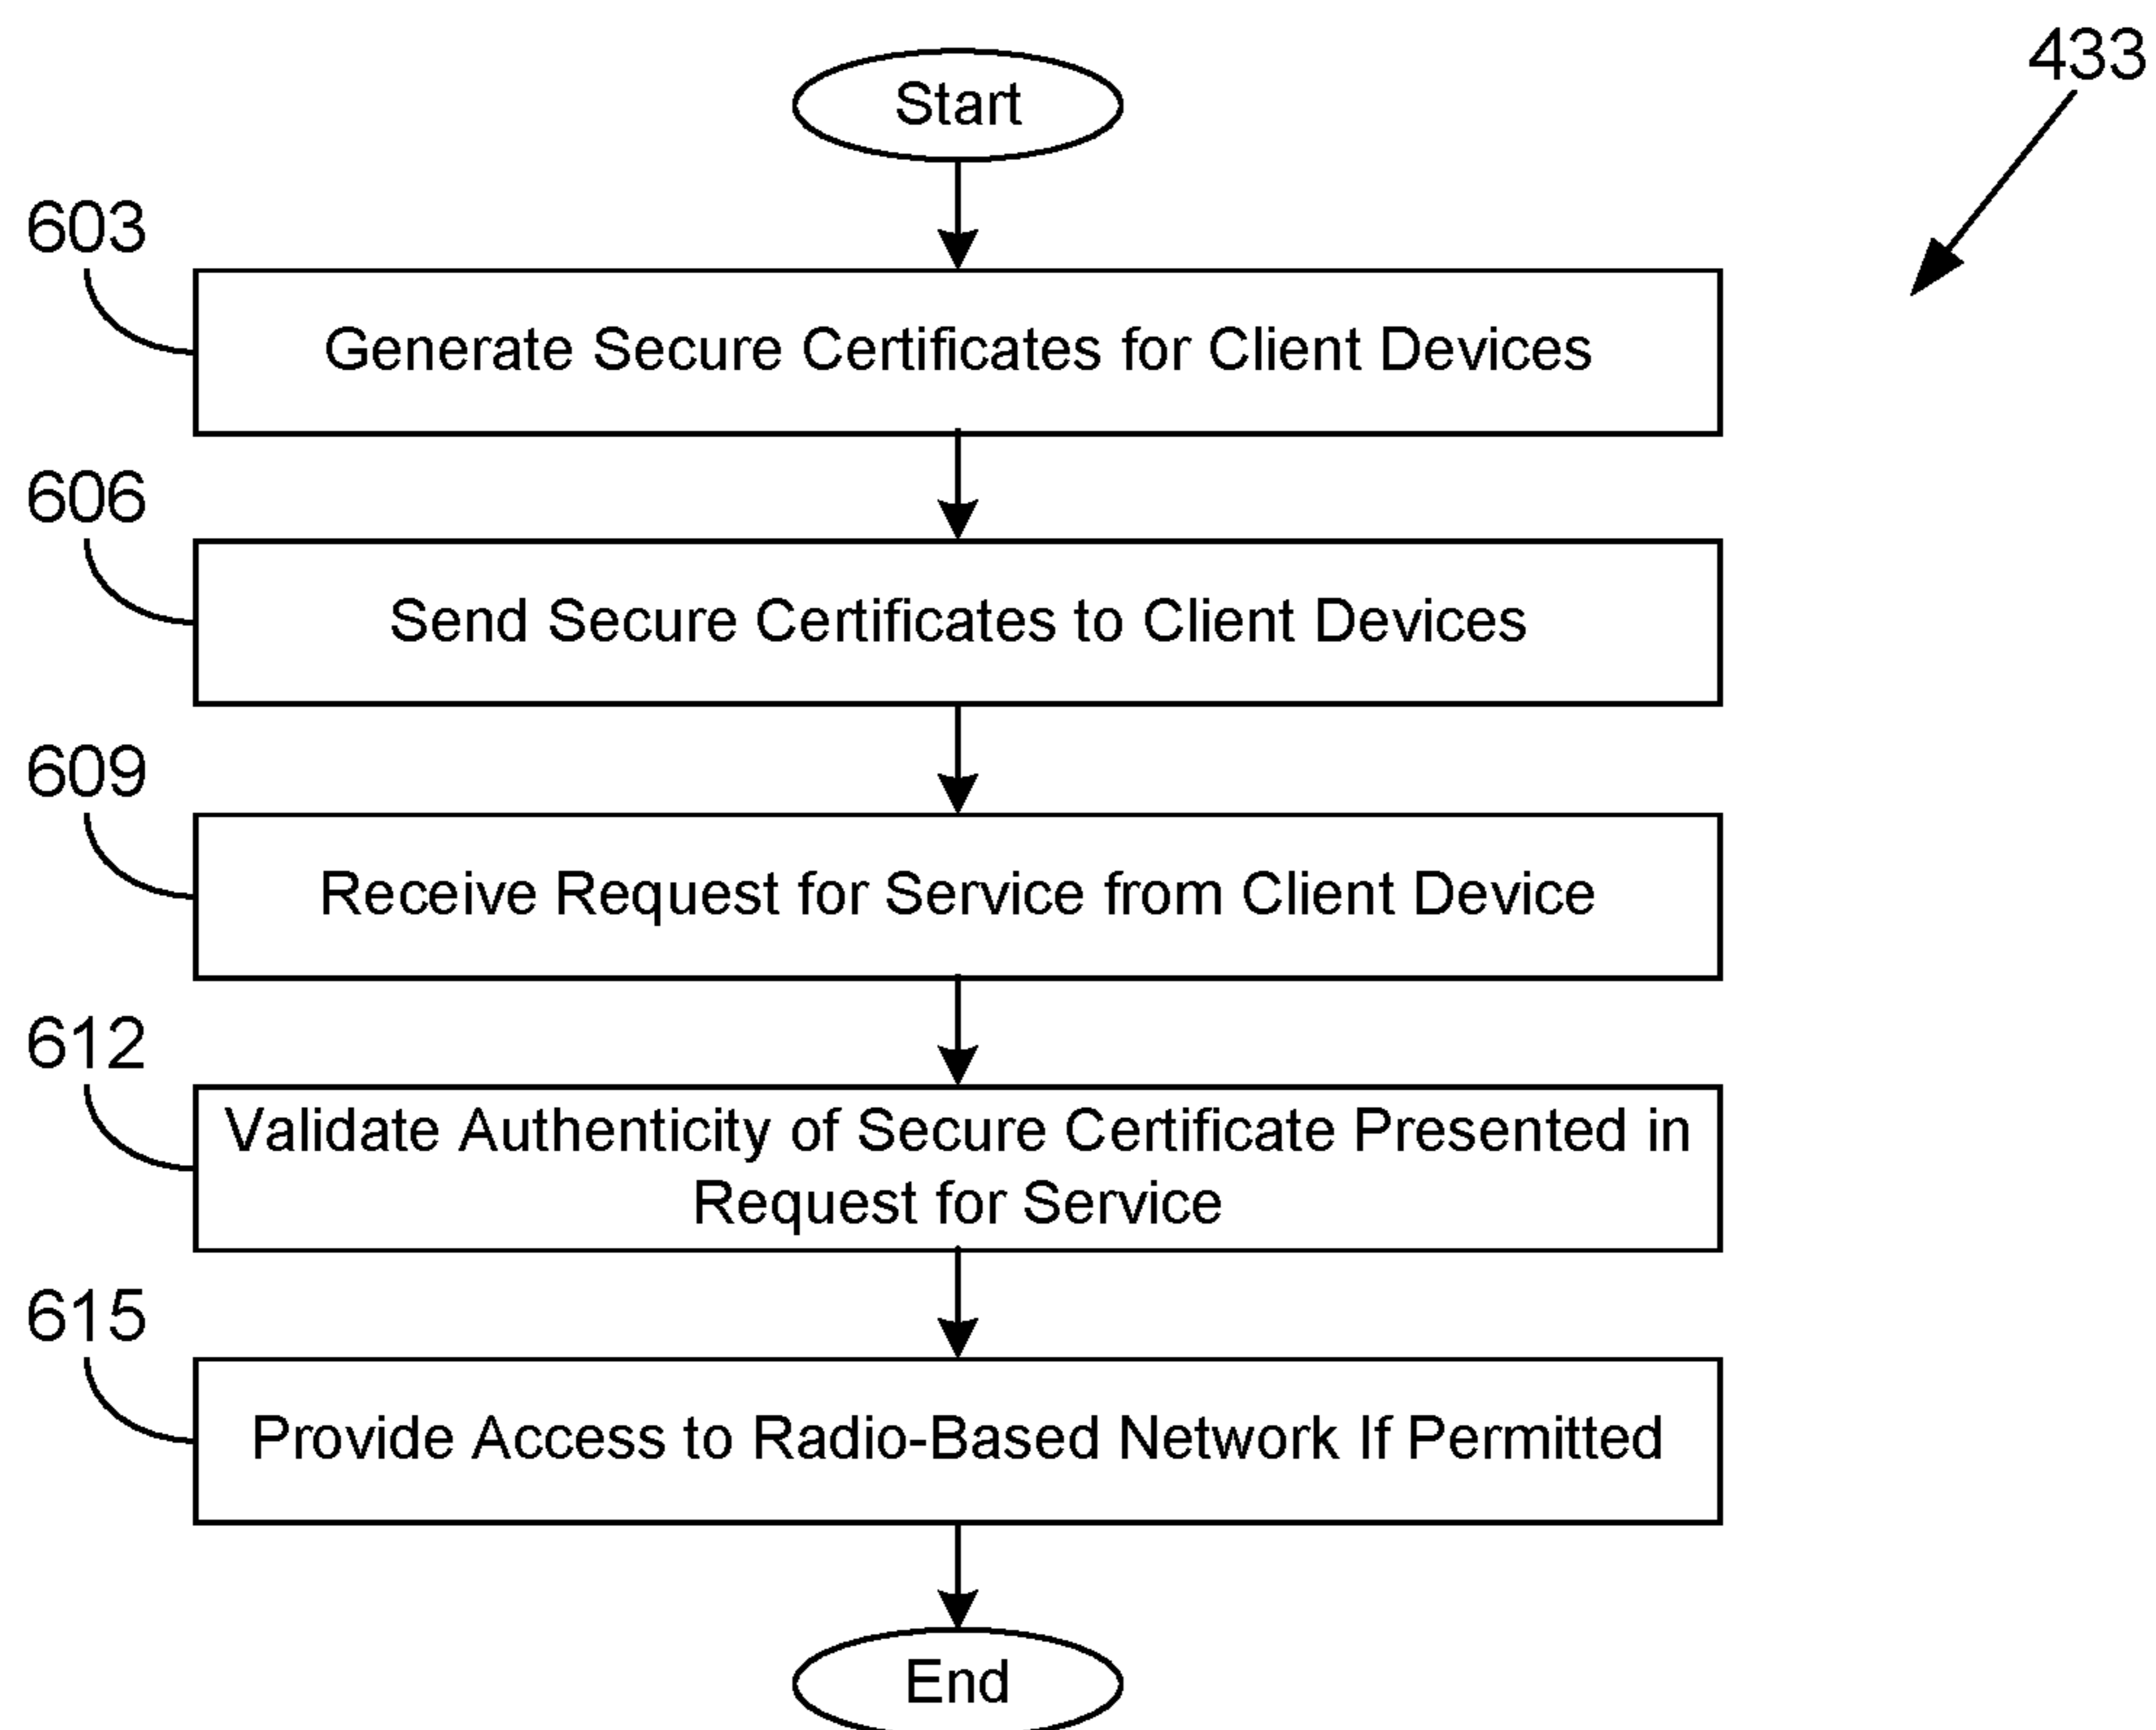 433
Start
603
Generate Secure Certificates for Client Devices
606
Send Secure Certificates to Client Devices
609
Receive Request for Service from Client Device
612
Validate Authenticity of Secure Certificate Presented in
Request for Service
615
Provide Access to Radio-Based Network If Permitted
End